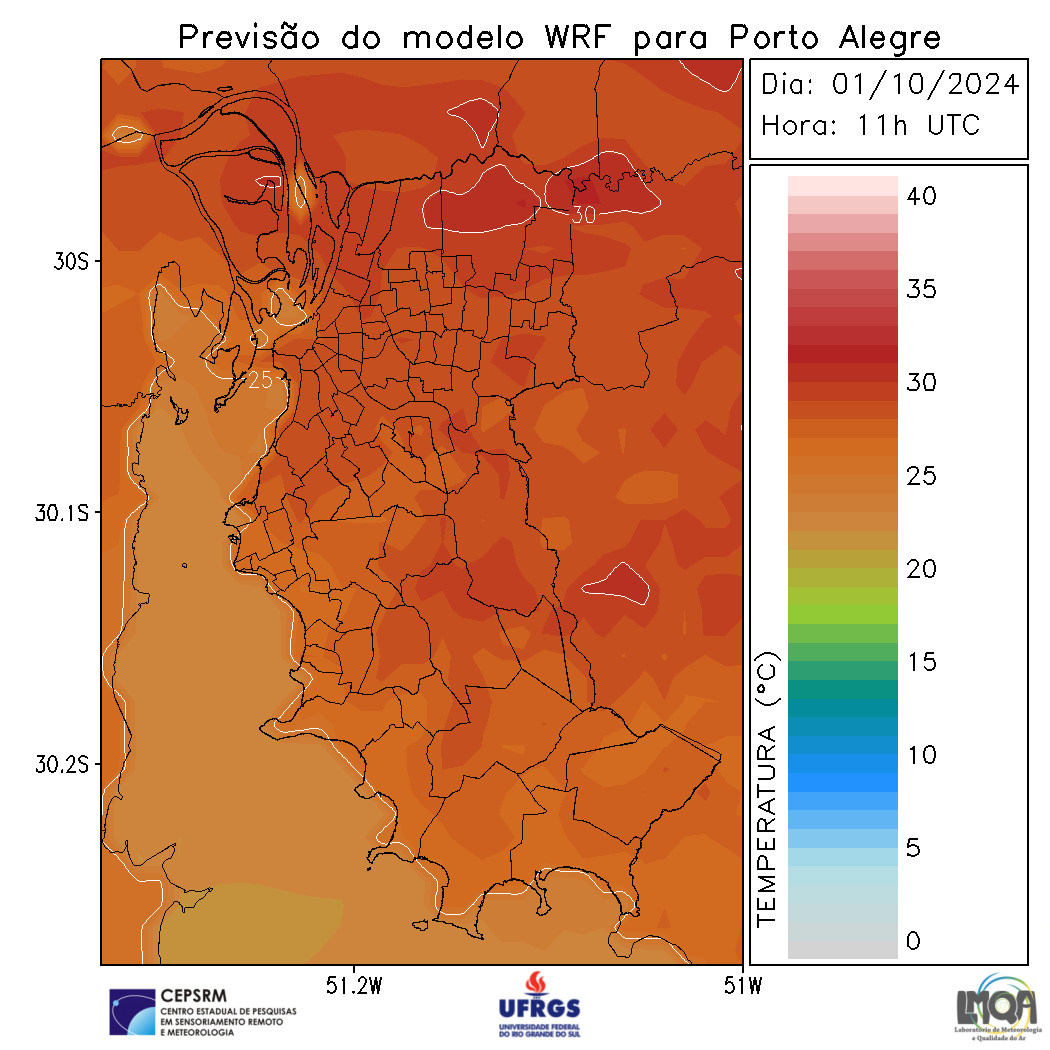 Previsão do modelo WRF para Porto Alegre
Dia: 01/10/2024
Hora: 11h UTC
30S
30.1S
30.2S
51.2W
51W
30
25
TEMPERATURA (°C)
40
35
30
25
20
15
10
5
0
CEPSRM
CENTRO ESTADUAL DE PESQUISAS
EM SENSORIAMENTO REMOTO
E METEOROLOGIA
UFRGS
UNIVERSIDADE FEDERAL
DO RIO GRANDE DO SUL
LMQA
Laboratório de Meteorologia
e Qualidade do Ar